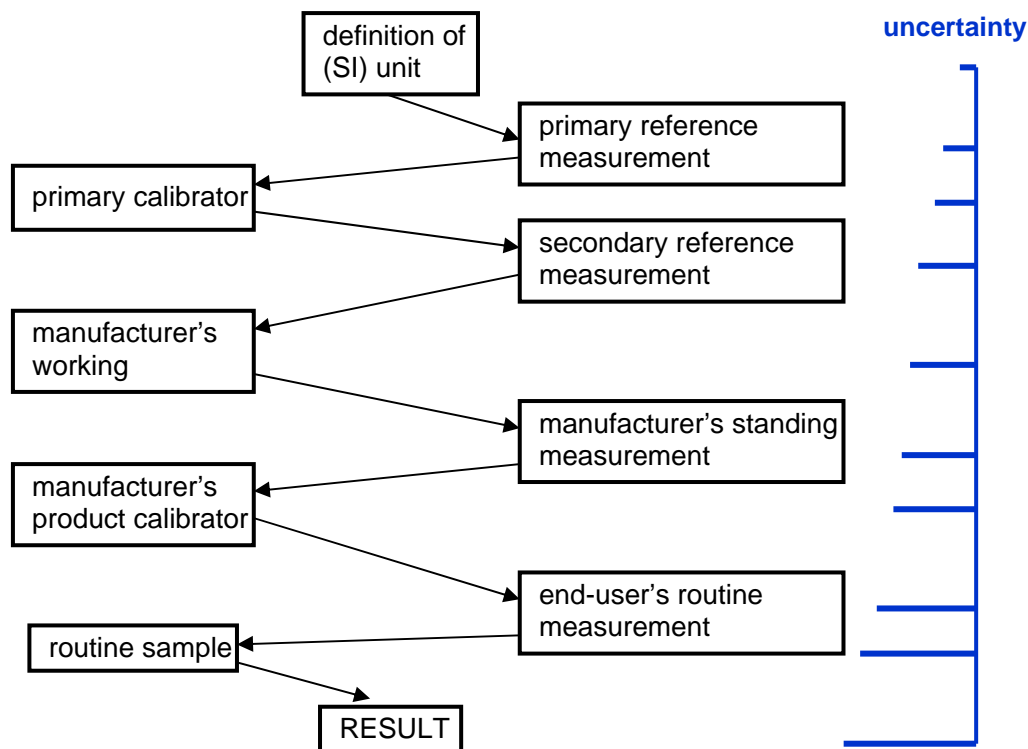 definition of
(SI) unit
uncertainty
primary reference
measurement
primary calibrator
secondary reference
measurement
manufacturer's
working
manufacturer's standing
measurement
manufacturer's
product calibrator
end-user's routine
measurement
routine sample
RESULT